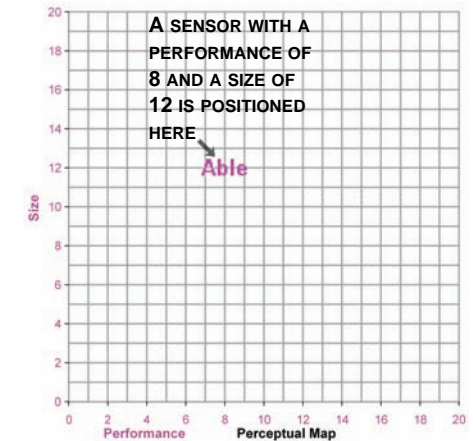 20
A SENSOR WITH A
18
PERFORMANCE OF
16
8 AND A SIZE OF
12 IS POSITIONED
14
HERE
12
Able
Size
10
8
6
4
2
0
0 2 4 6 8 10 12 14 16 18 20
Performance Perceptual Map